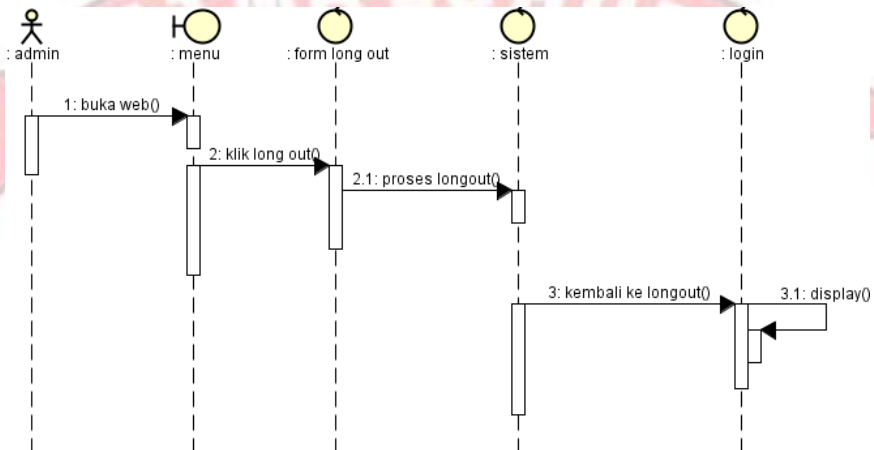 : admin
: menu
: form long out
: sistem
: login
1: buka web()
2: klik long out()
2.1: proses longout()
3: kembali ke longout()
3.1: display()